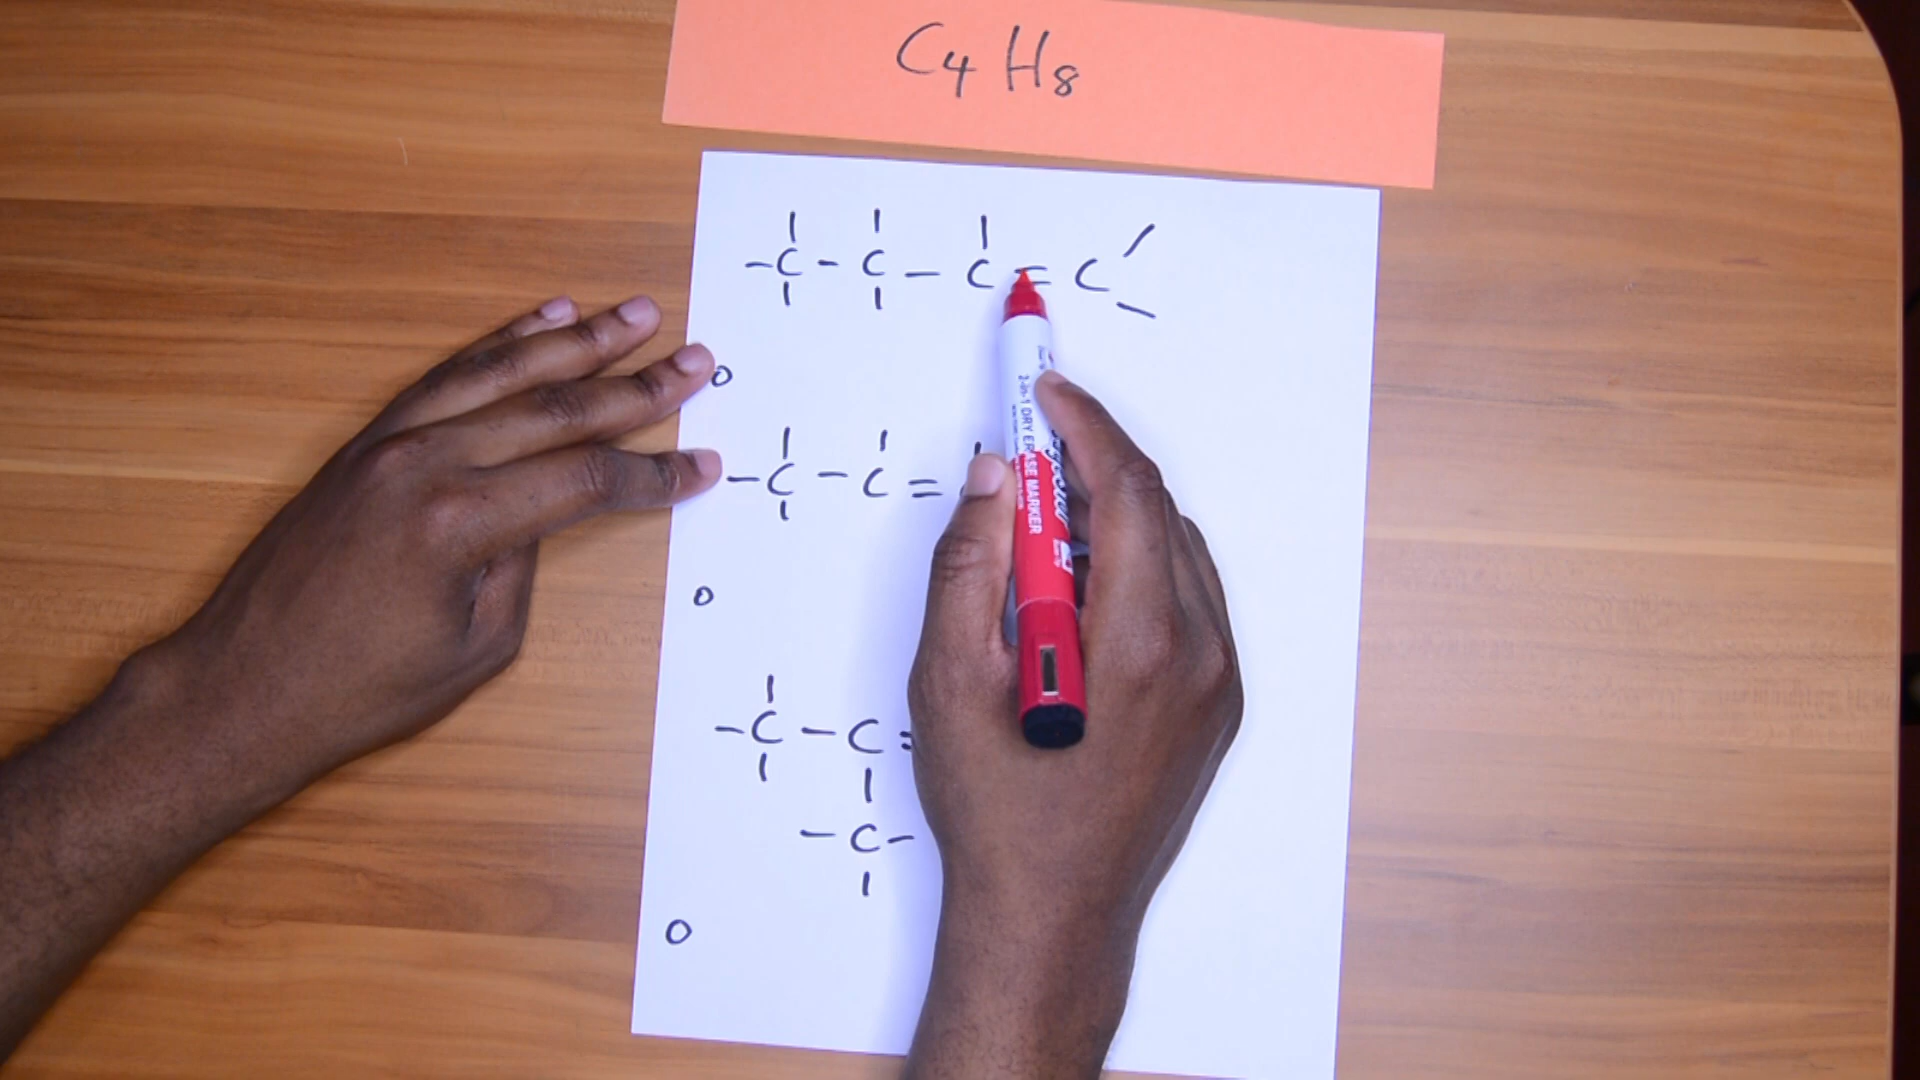 C4 H8
- C - C - C = C
o
- C - C =
o
- C - C =
- C -
o
2-in-1 DRY ERASE MARKER